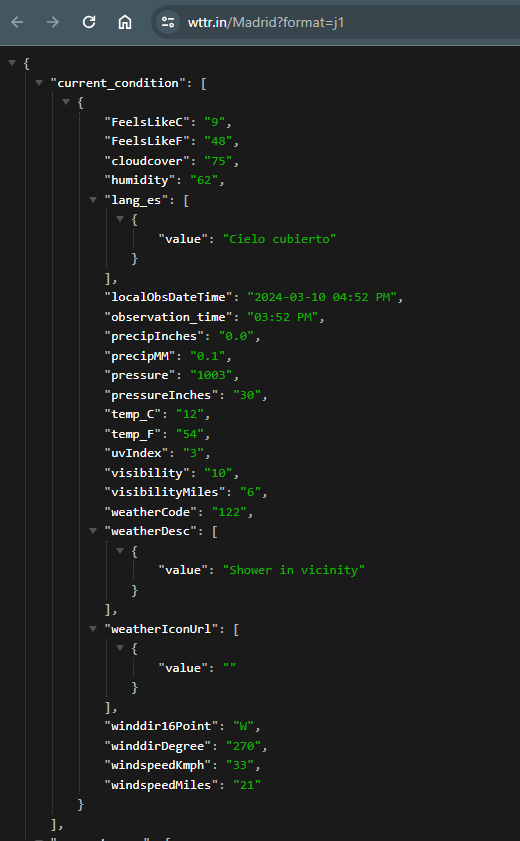 wttr.in/Madrid?format=j1
{
"current_condition": [
{
"FeelsLikeC": "9",
"FeelsLikeF": "48",
"cloudcover": "75",
"humidity": "62",
"lang_es": [
{
"value": "Cielo cubierto"
}
],
"localObsDateTime": "2024-03-10 04:52 PM",
"observation_time": "03:52 PM",
"precipInches": "0.0",
"precipMM": "0.1",
"pressure": "1003",
"pressureInches": "30",
"temp_C": "12",
"temp_F": "54",
"uvIndex": "3",
"visibility": "10",
"visibilityMiles": "6",
"weatherCode": "122",
"weatherDesc": [
{
"value": "Shower in vicinity"
}
],
"weatherIconUrl": [
{
"value": ""
}
],
"winddir16Point": "W",
"winddirDegree": "270",
"windspeedKmph": "33",
"windspeedMiles": "21"
}
],